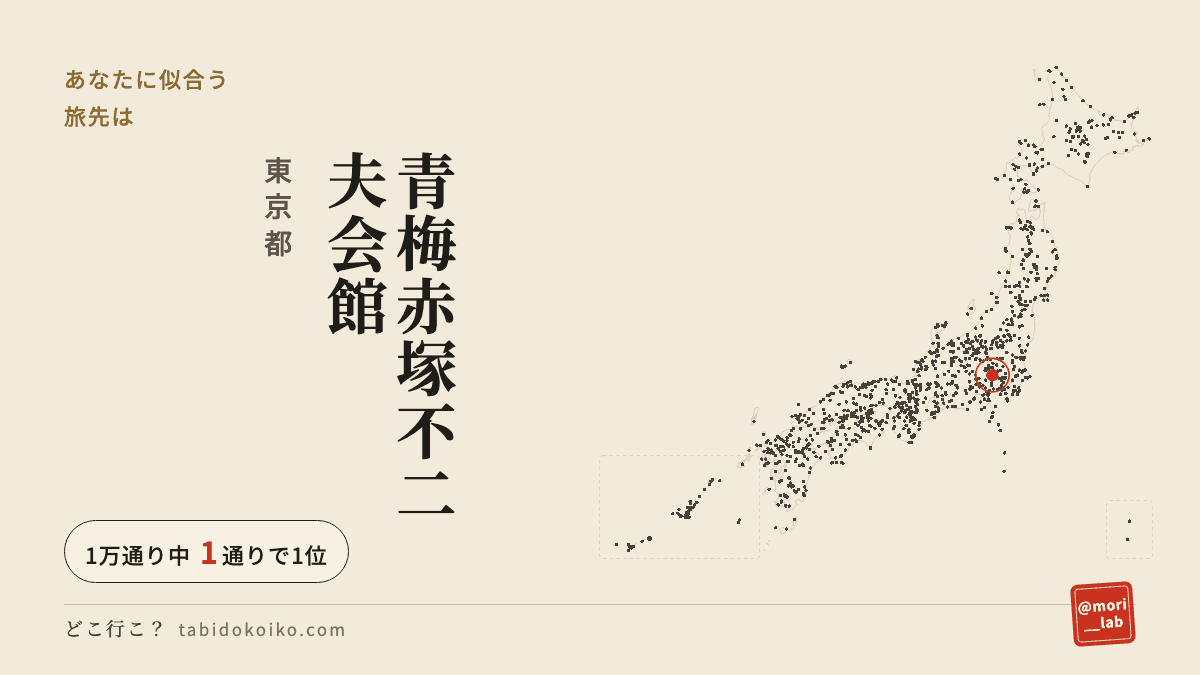 あなたに似合う
旅先は
青梅赤塚不二
夫会館
東京都
1万通り中 1通りで1位
どこ行こ？ tabidokoiko.com
@mori
__lab